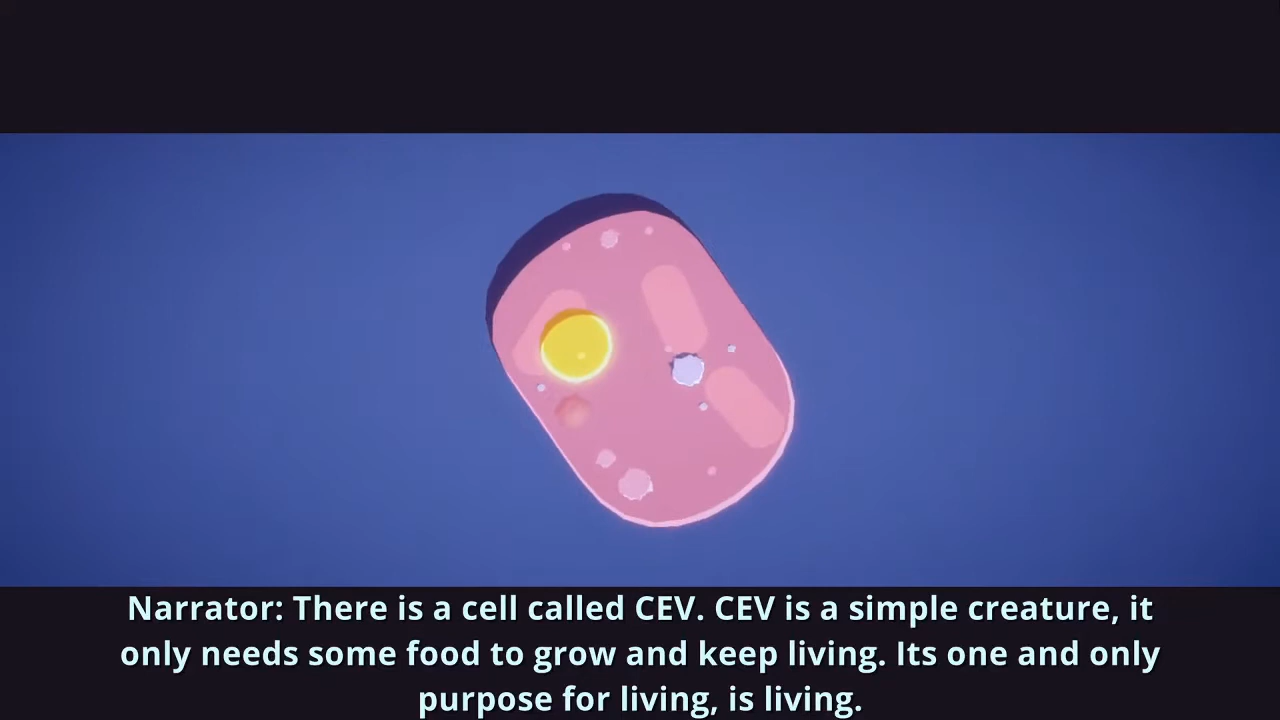 Narrator: There is a cell called CEV. CEV is a simple creature, it
only needs some food to grow and keep living. Its one and only
purpose for living, is living.